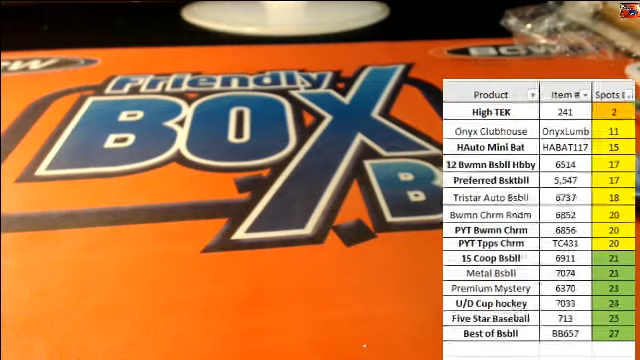 BCW
BCW
Friendly
BOX
B
Product Item # Spots
High TEK 241 2
Onyx Clubhouse OnyxLumb 11
HAuto Mini Bat HABAT117 15
12 Bwmn Bsbll Hbby 6514 17
Preferred Bsktbll 5,547 17
Tristar Auto Bsbll 6737 18
Bwmn Chrm Rndm 6852 20
PYT Bwmn Chrm 6856 20
PYT Tpps Chrm TC431 20
15 Coop Bsbll 6911 21
Metal Bsbll 7074 23
Premium Mystery 6370 23
U/D Cup hockey 7033 24
Five Star Baseball 713 25
Best of Bsbll BB657 27